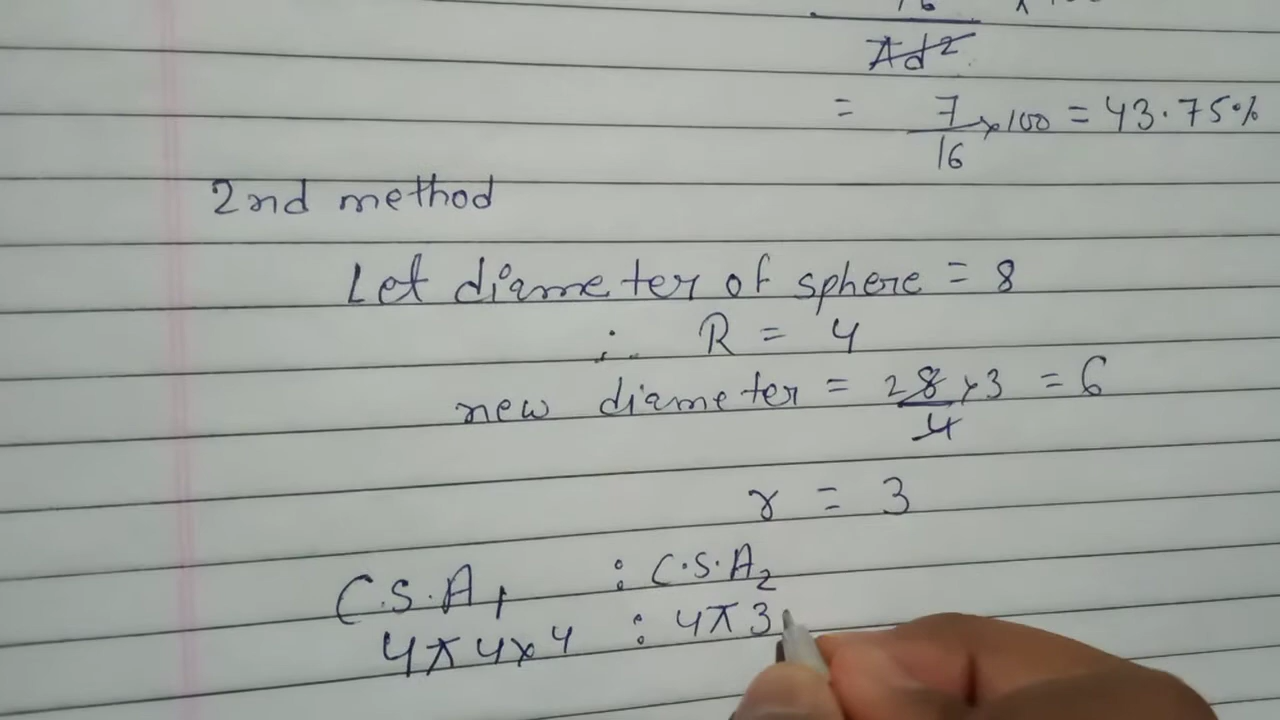 πd²
= 7/16 × 100 = 43.75%
2nd method
Let diameter of sphere = 8
∴ R = 4
new diameter = 2 8/4 × 3 = 6
r = 3
C.S.A₁ : C.S.A₂
4π4×4 : 4π3